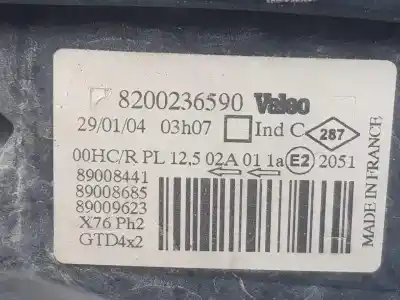 8200236590 Valeo
29/01/04 03h07 Ind C 287
00HC/R PL 12,5 02A 01 1a E2 2051
89008441
89008685
89009623
X76 Ph2
GTD4x2
MADE IN FRANCE